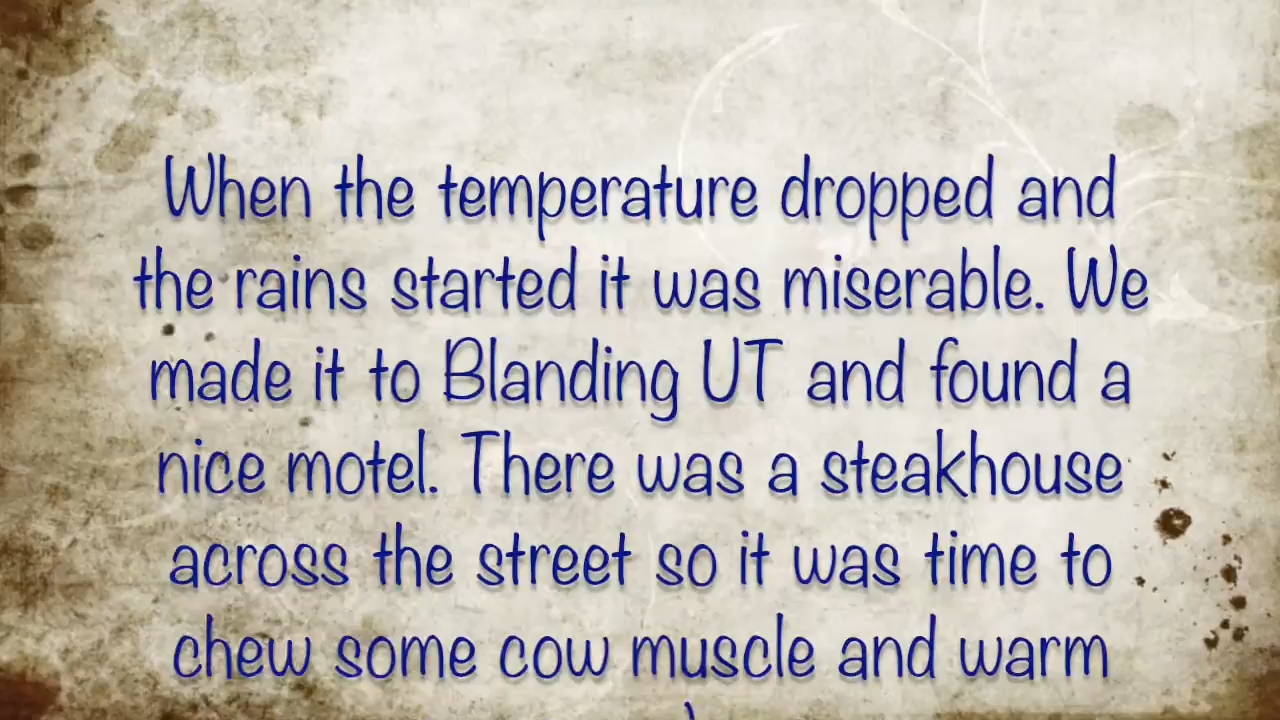 When the temperature dropped and
the rains started it was miserable. We
made it to Blanding UT and found a
nice motel. There was a steakhouse
across the street so it was time to
chew some cow muscle and warm